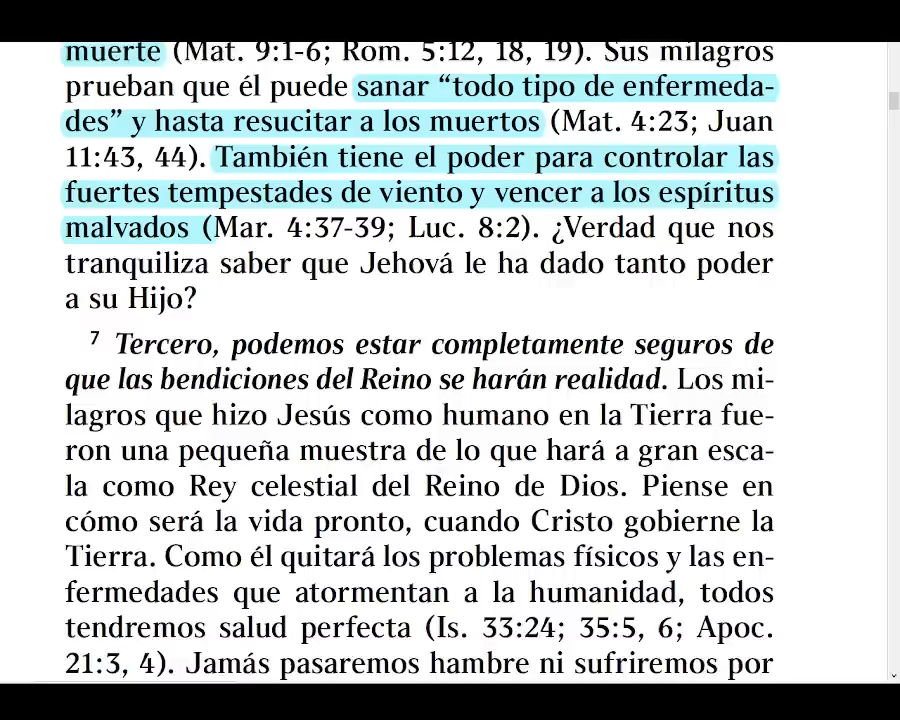 muerte (Mat. 9:1-6; Rom. 5:12, 18, 19). Sus milagros
prueban que él puede sanar “todo tipo de enfermeda-
des” y hasta resucitar a los muertos (Mat. 4:23; Juan
11:43, 44). También tiene el poder para controlar las
fuertes tempestades de viento y vencer a los espíritus
malvados (Mar. 4:37-39; Luc. 8:2). ¿Verdad que nos
tranquiliza saber que Jehová le ha dado tanto poder
a su Hijo?
7 Tercero, podemos estar completamente seguros de
que las bendiciones del Reino se harán realidad. Los mi-
lagros que hizo Jesús como humano en la Tierra fue-
ron una pequeña muestra de lo que hará a gran esca-
la como Rey celestial del Reino de Dios. Piense en
cómo será la vida pronto, cuando Cristo gobierne la
Tierra. Como él quitará los problemas físicos y las en-
fermedades que atormentan a la humanidad, todos
tendremos salud perfecta (Is. 33:24; 35:5, 6; Apoc.
21:3, 4). Jamás pasaremos hambre ni sufriremos por